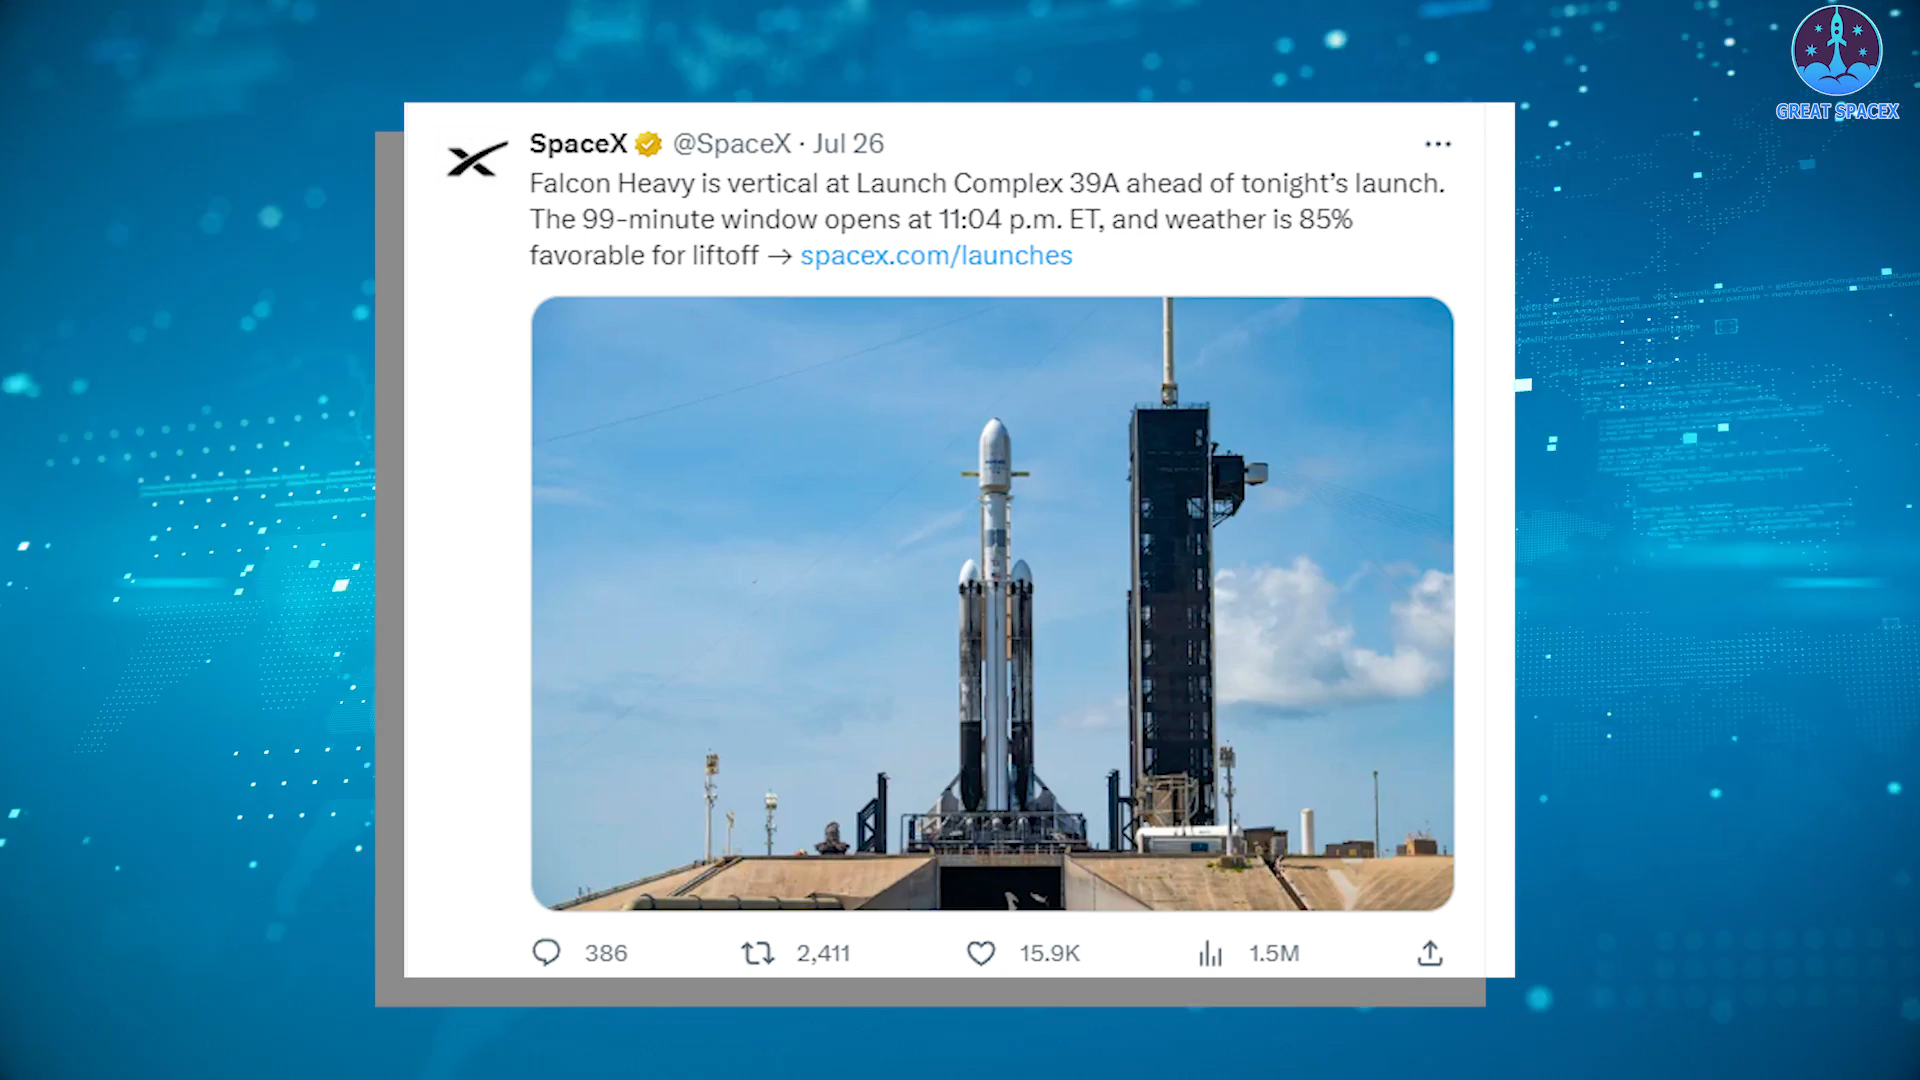 GREAT SPACEX
SpaceX @SpaceX · Jul 26
Falcon Heavy is vertical at Launch Complex 39A ahead of tonight’s launch.
The 99-minute window opens at 11:04 p.m. ET, and weather is 85%
favorable for liftoff → spacex.com/launches
386 2,411 15.9K 1.5M